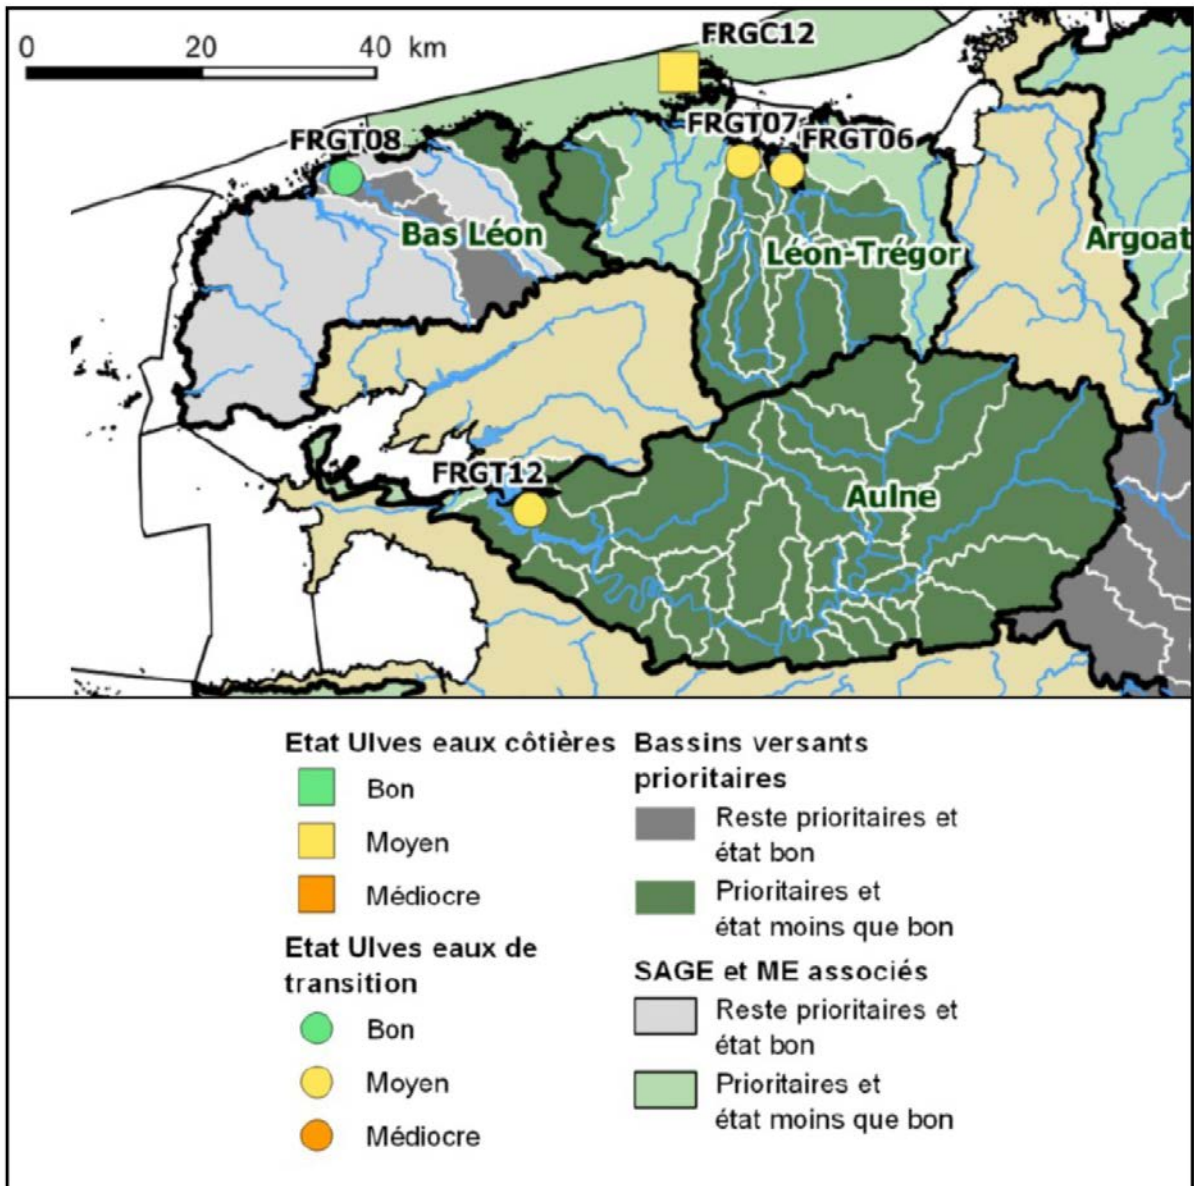 0 20 40 km
FRGC12
FRGT07
FRGT06
FRGT08
Bas Léon
Léon-Trégor
Argoat
FRGT12
Aulne
Etat Ulves eaux côtières
Bon
Moyen
Médiocre
Etat Ulves eaux de
transition
Bon
Moyen
Médiocre
Bassins versants
prioritaires
Reste prioritaires et
état bon
Prioritaires et
état moins que bon
SAGE et ME associés
Reste prioritaires et
état bon
Prioritaires et
état moins que bon